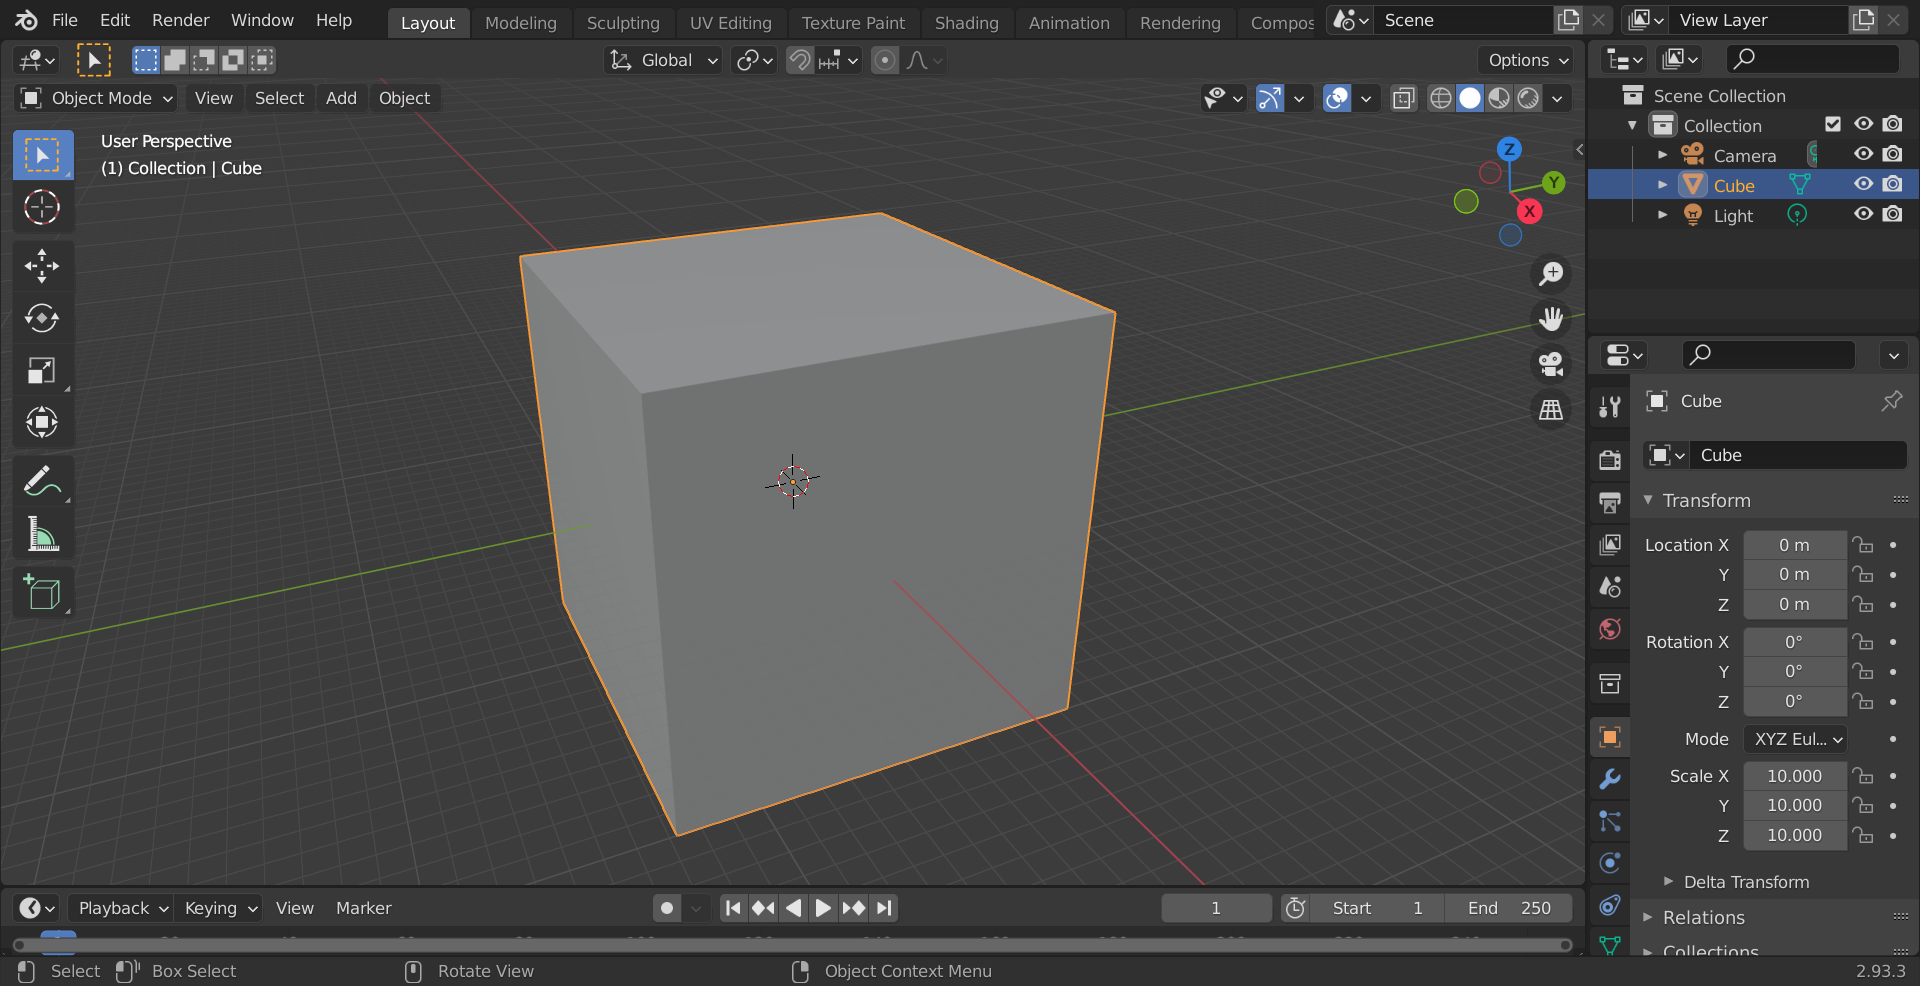 File Edit Render Window Help Layout Modeling Sculpting UV Editing Texture Paint Shading Animation Rendering Compos Scene View Layer
Global Options
Object Mode View Select Add Object
User Perspective
(1) Collection | Cube
Z
Y
X
Scene Collection
Collection
Camera
Cube
Light
Cube
Cube
Transform
Location X 0 m
Y 0 m
Z 0 m
Rotation X 0°
Y 0°
Z 0°
Mode XYZ Eul...
Scale X 10.000
Y 10.000
Z 10.000
Delta Transform
Relations
Collections
Playback Keying View Marker 1 Start 1 End 250
Select Box Select Rotate View Object Context Menu 2.93.3